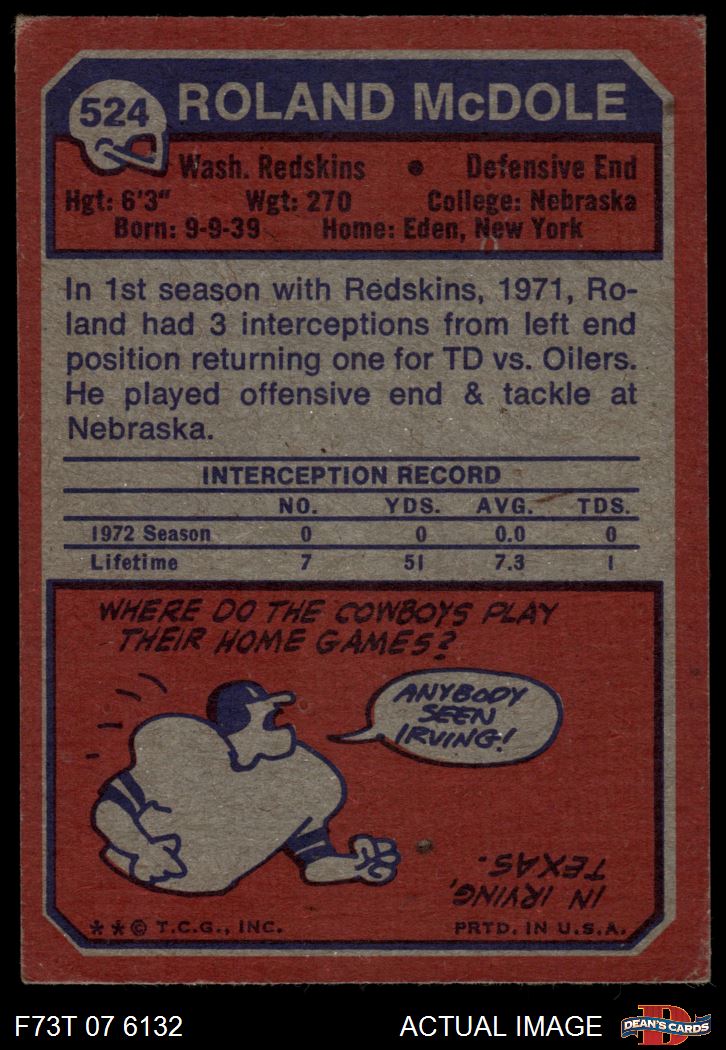 524
ROLAND McDOLE
Wash. Redskins • Defensive End
Hgt: 6'3" Wgt: 270 College: Nebraska
Born: 9-9-39 Home: Eden, New York
In 1st season with Redskins, 1971, Ro-
land had 3 interceptions from left end
position returning one for TD vs. Oilers.
He played offensive end & tackle at
Nebraska.
INTERCEPTION RECORD
NO. YDS. AVG. TDS.
1972 Season 0 0 0.0 0
Lifetime 7 51 7.3 1
WHERE DO THE COWBOYS PLAY
THEIR HOME GAMES?
ANYBODY
SEEN
IRVING!
IN IRVING,
TEXAS.
**© T.C.G., INC. PRTD. IN U.S.A.
F73T 07 6132 ACTUAL IMAGE
D
DEAN'S CARDS